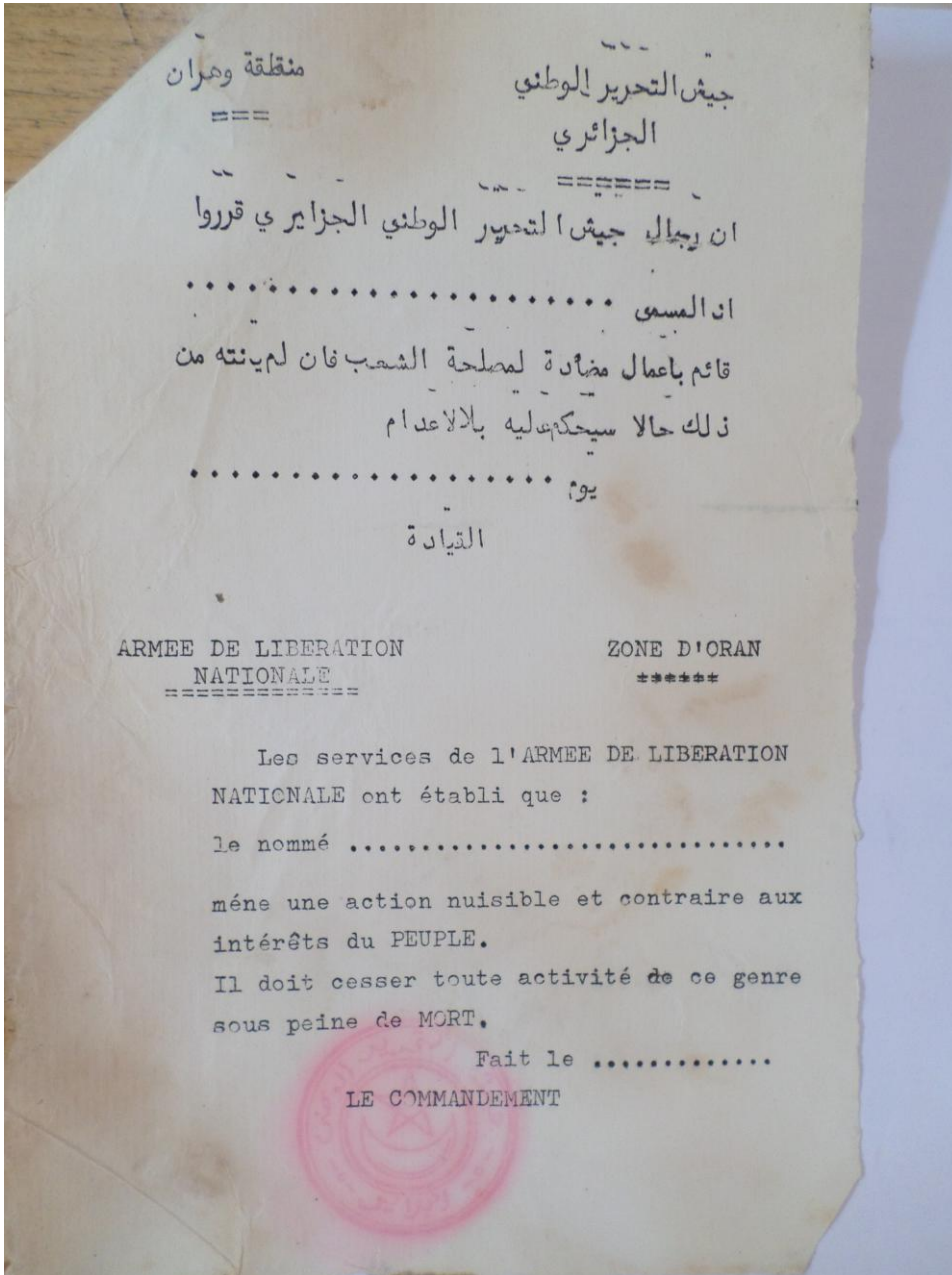 جيش التحرير الوطني
الجزائري
======
منقطقة وهران
===
ان رجال جيش التحرير الوطني الجزايري قرروا
ان المسمى ......................
قائم باعمال مضادة لمصلحة الشعب فان لم ينته من
ذلك حالا سيحكم عليه بلالاعدام
يوم ...................
القيادة
ARMEE DE LIBERATION
NATIONALE
=============
ZONE D'ORAN
******
Les services de l'ARMEE DE LIBERATION
NATIONALE ont établi que :
le nommé ................................
méne une action nuisible et contraire aux
intérêts du PEUPLE.
Il doit cesser toute activité de ce genre
sous peine de MORT.
Fait le .............
LE COMMANDEMENT